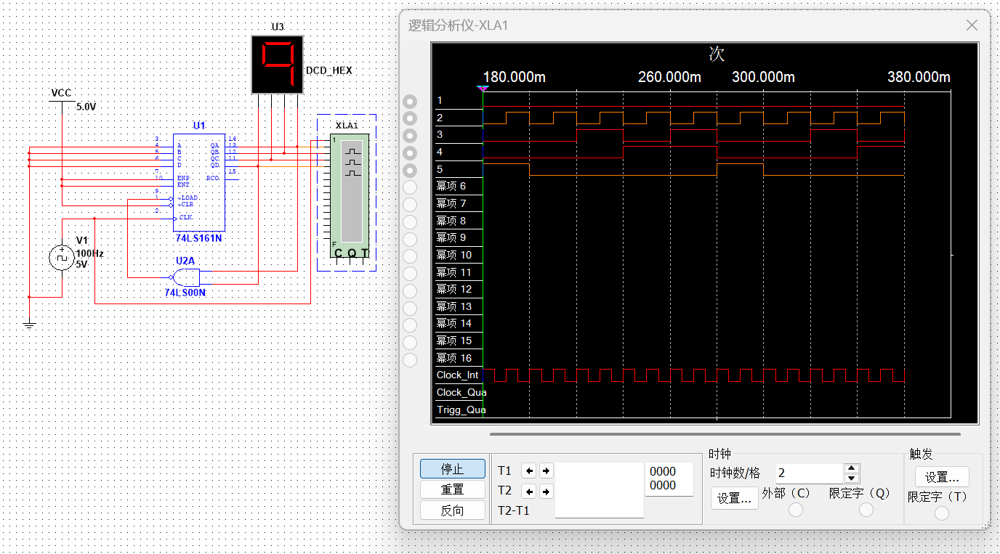 U3
DCD_HEX
VCC
5.0V
U1
3
4
5
6
7
10
9
1
2
A
B
C
D
ENP
ENT
~LOAD
~CLR
CLK
QA
QB
QC
QD
RCO
14
13
12
11
15
74LS161N
V1
100Hz
5V
U2A
74LS00N
XLA1
1
F
C Q T
逻辑分析仪-XLA1
次
180.000m 260.000m 300.000m 380.000m
1
2
3
4
5
幂项 6
幂项 7
幂项 8
幂项 9
幂项 10
幂项 11
幂项 12
幂项 13
幂项 14
幂项 15
幂项 16
Clock_Int
Clock_Qua
Trigg_Qua
停止
重置
反向
T1
T2
T2-T1
0000
0000
时钟
时钟数/格 2
设置...
外部（C）
限定字（Q）
触发
设置...
限定字（T）